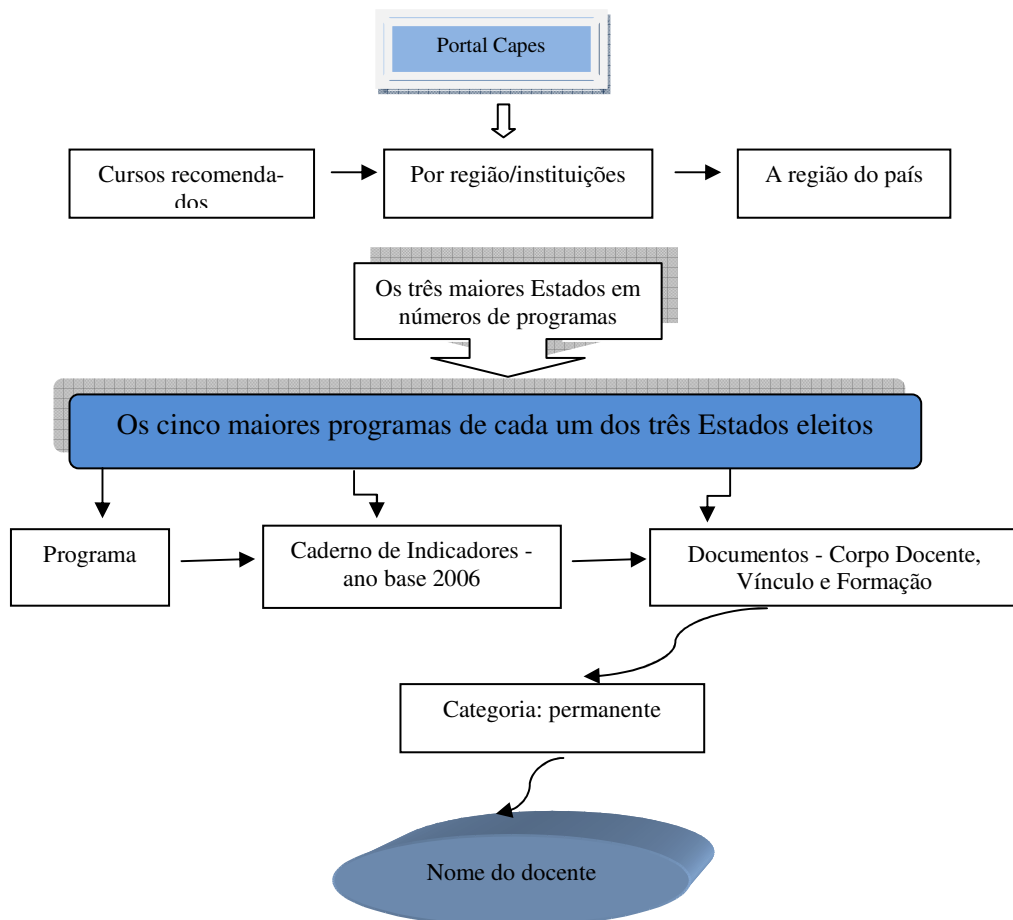 Portal Capes
Cursos recomenda-
dos
Por região/instituições
A região do país
Os três maiores Estados em
números de programas
Os cinco maiores programas de cada um dos três Estados eleitos
Programa
Caderno de Indicadores -
ano base 2006
Documentos - Corpo Docente,
Vínculo e Formação
Categoria: permanente
Nome do docente